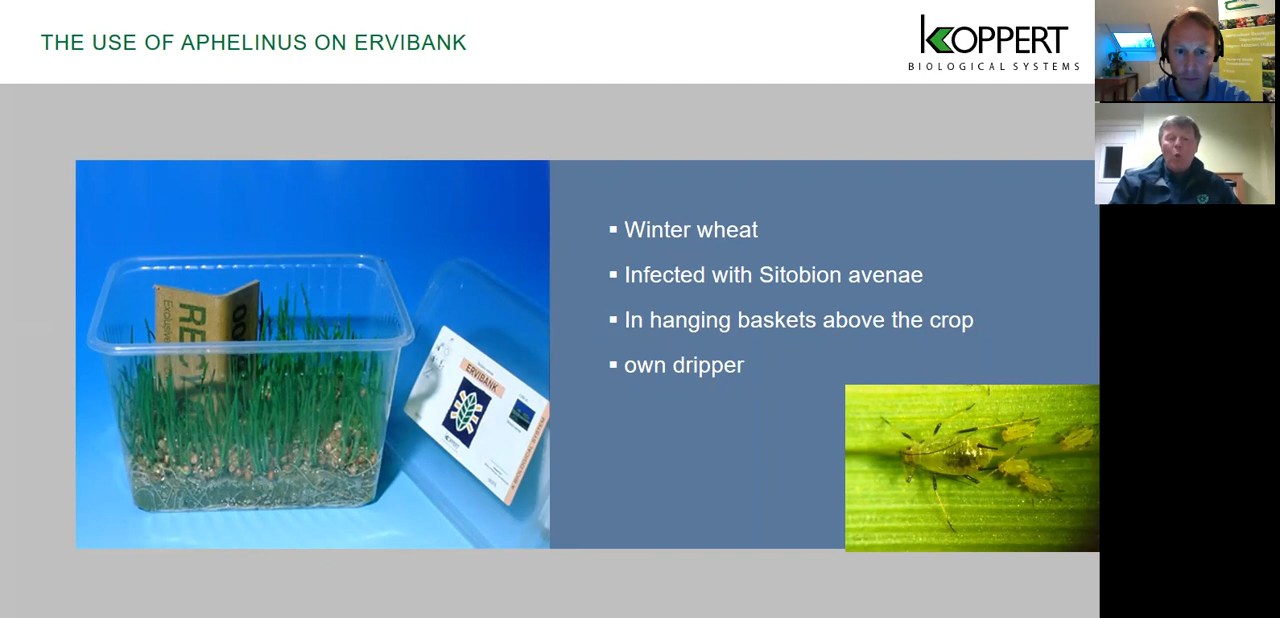 THE USE OF APHELINUS ON ERVIBANK
KOPPERT
BIOLOGICAL SYSTEMS
▪ Winter wheat
▪ Infected with Sitobion avenae
▪ In hanging baskets above the crop
▪ own dripper
ERVIBANK